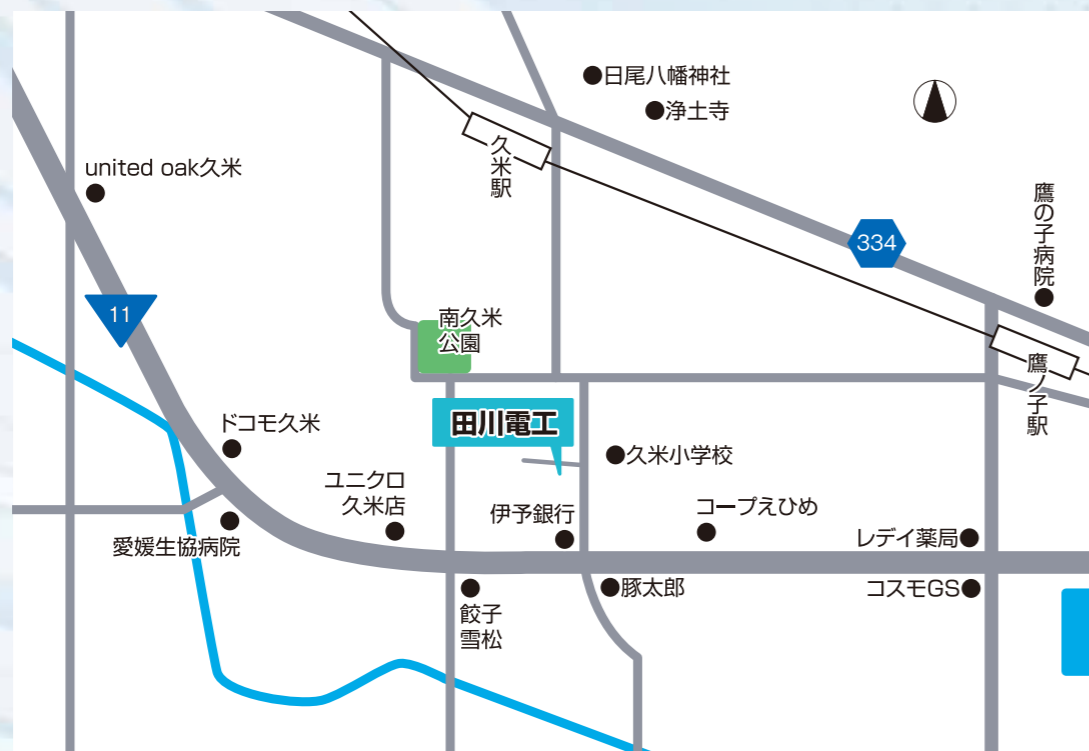 日尾八幡神社
浄土寺
久米駅
united oak久米
鷹の子病院
334
11
南久米
公園
鷹ノ子駅
田川電工
ドコモ久米
久米小学校
ユニクロ
久米店
伊予銀行
コープえひめ
愛媛生協病院
レデイ薬局
豚太郎
コスモGS
餃子
雪松